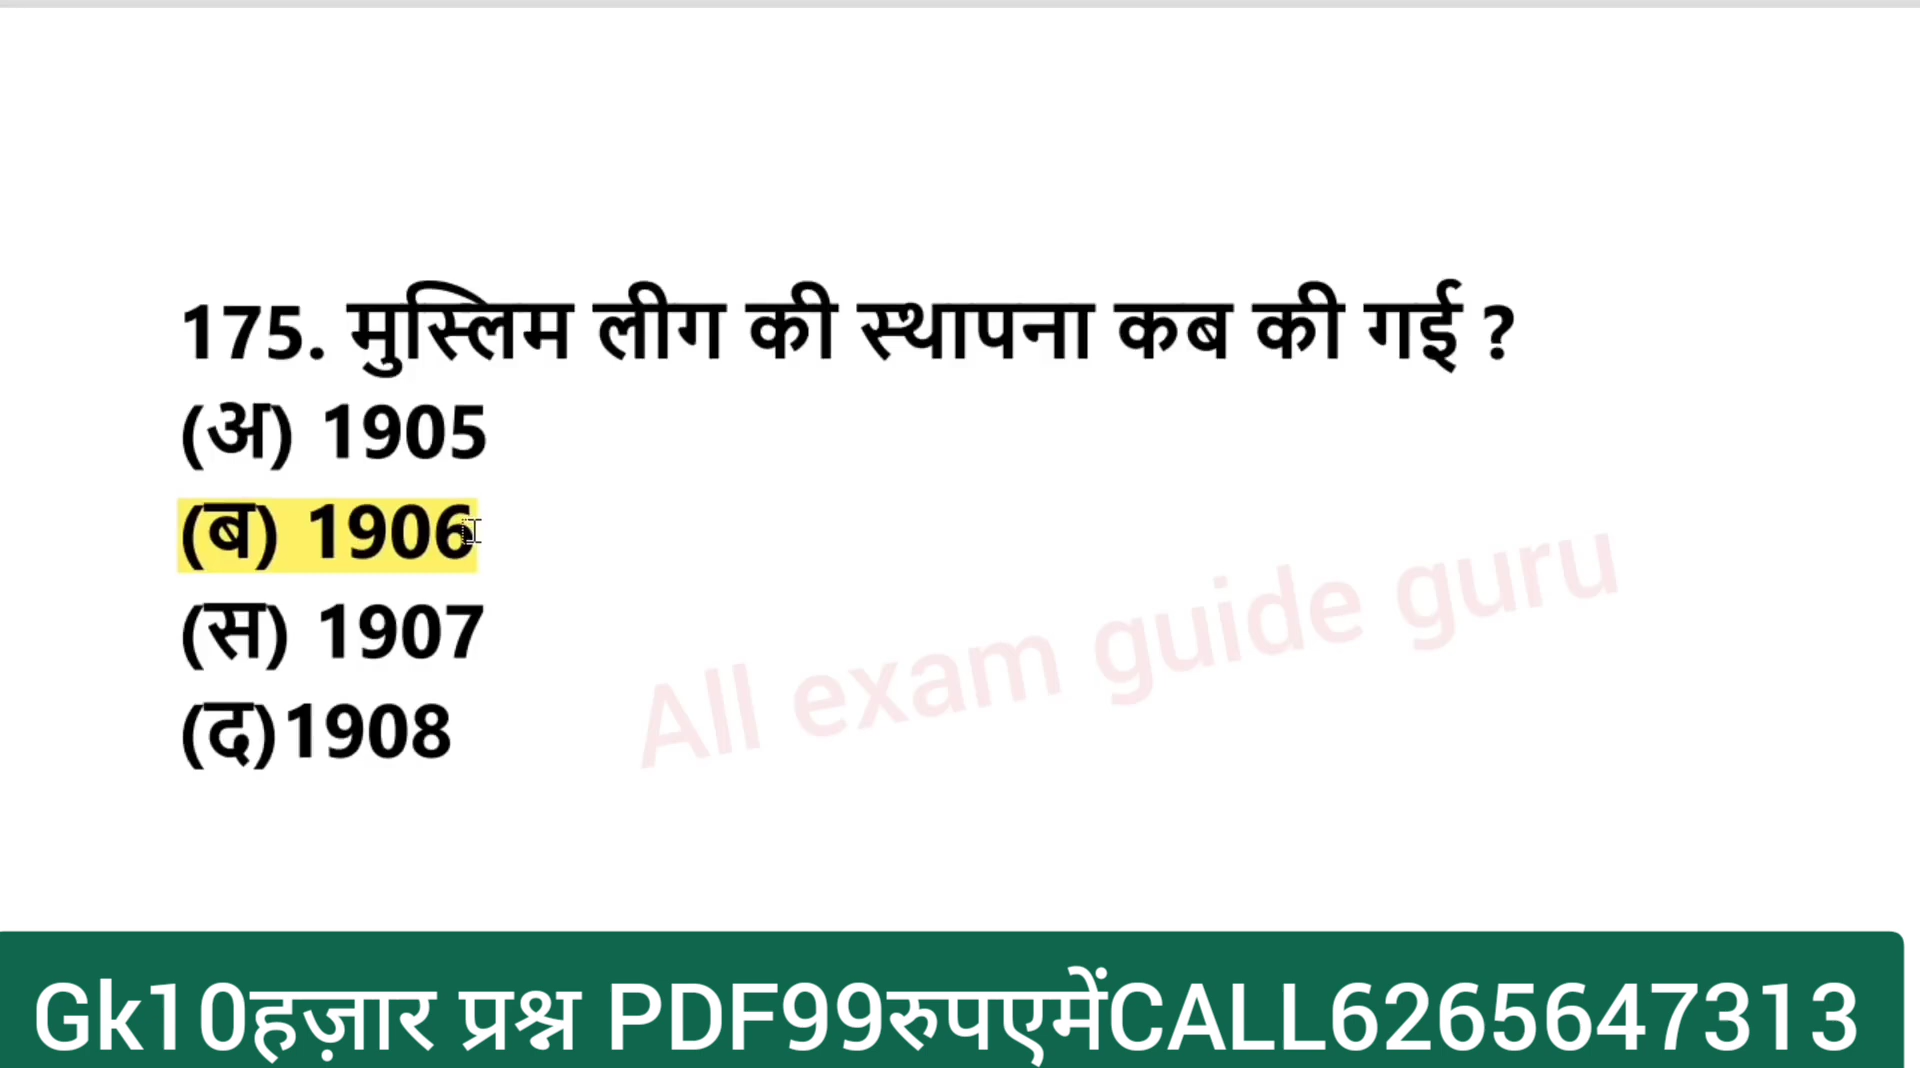 175. मुस्लिम लीग की स्थापना कब की गई ?
(अ) 1905
(ब) 1906
(स) 1907
(द)1908
All exam guide guru
Gk10हज़ार प्रश्न PDF99रुपएमेंCALL6265647313